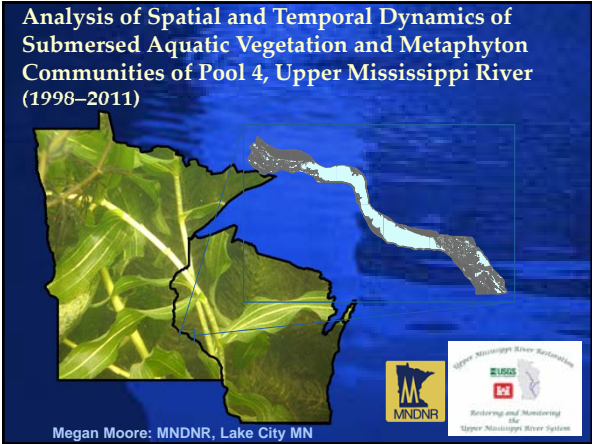 Analysis of Spatial and Temporal Dynamics of
Submersed Aquatic Vegetation and Metaphyton
Communities of Pool 4, Upper Mississippi River
(1998–2011)
MNDNR
Upper Mississippi River Restoration
USGS
Restoring and Monitoring
the
Upper Mississippi River System
Megan Moore: MNDNR, Lake City MN